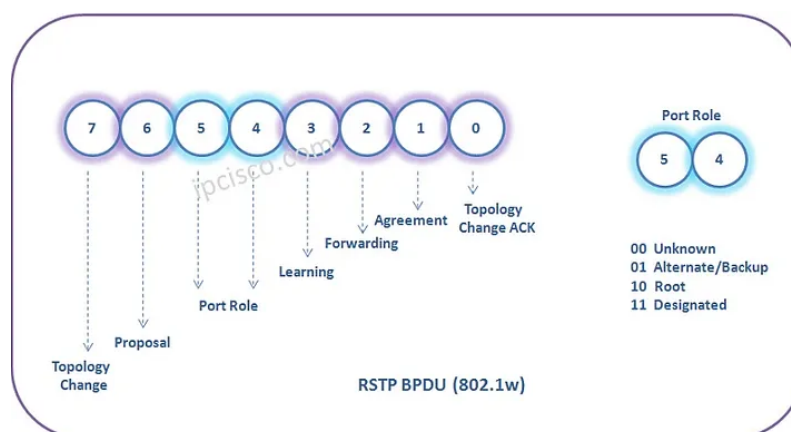 7 6 5 4 3 2 1 0
ipcisco.com
Topology
Change ACK
Agreement
Forwarding
Learning
Port Role
Proposal
Topology
Change
Port Role
5 4
00 Unknown
01 Alternate/Backup
10 Root
11 Designated
RSTP BPDU (802.1w)